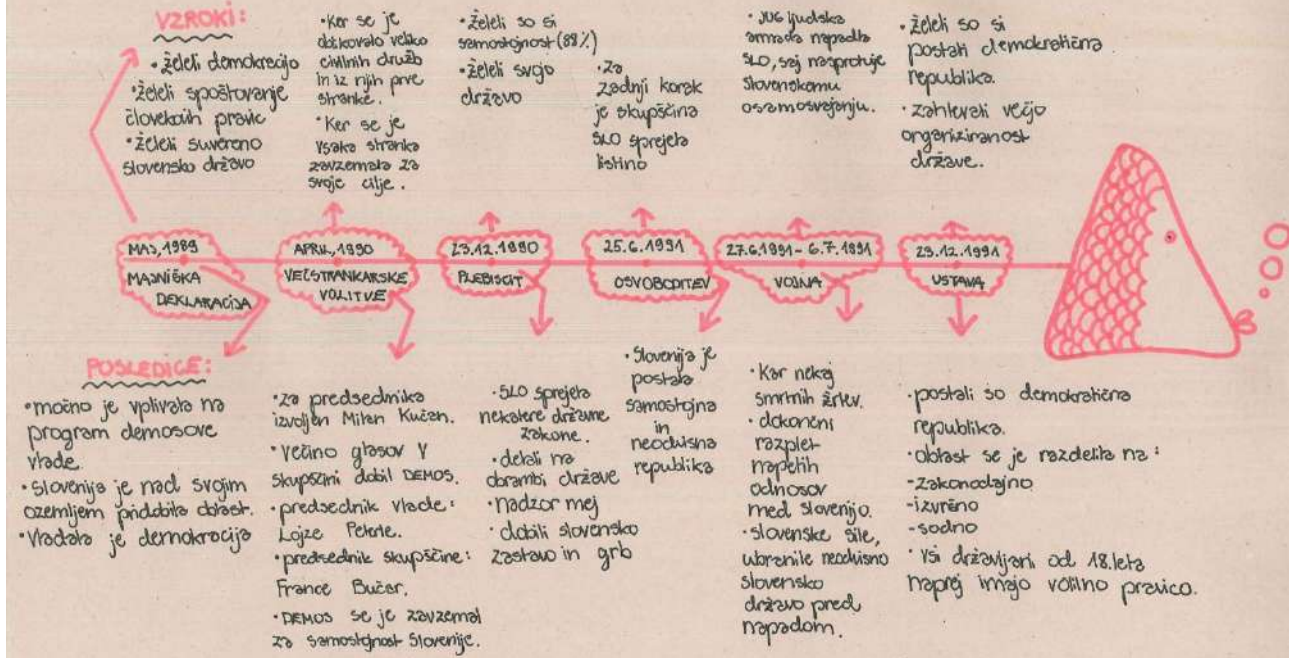 VZROKI:
• želeli demokracijo
• želeli spoštovanje
človekovih pravic
• želeli suvereno
slovensko državo
• Ker se je
oblikovalo veliko
civilnih družb
in iz njih prve
stranke.
• Ker se je
vsaka stranka
zavzemala za
svoje cilje.
• želeli so si
samostojnost (88%)
• želeli svojo
državo
• Za
zadnji korak
je skupščina
SLO sprejela
listino
• JUG ljudska
armada napadla
SLO, saj nasprotuje
slovenskomu
osamosvajanju.
• želeli so si
postati demokratična
republika.
• zahtevali večjo
organiziranost
države.
MAJ, 1989
MAJNIŠKA
DEKLARACIJA
APRIL, 1990
VEČSTRANKARSKE
VOLITVE
23.12.1990
PLEBISCIT
25.6.1991
OSVOBODITEV
27.6.1991 - 6.7.1991
VOJNA
23.12.1991
USTAVA
POSLEDICE:
• močno je vplivala na
program demosove
vlade.
• Slovenija je nad svojim
ozemljem pridobila oblast.
• Vladala je demokracija
• za predsednika
izvoljen Milan Kučan.
• večino glasov v
skupščini dobil DEMOS.
• predsednik vlade:
Lojze Peterle.
• predsednik skupščine:
France Bučar.
• DEMOS se je zavzemal
za samostojnost Slovenije.
• SLO sprejela
nekatere državne
zakone.
• delali na
obrambi države
• nadzor mej
• dobili slovensko
zastavo in grb
• Slovenija je
postala
samostojna
in
neodvisna
republika
• Kar nekaj
smrtnih žrtev.
• dokončni
razplet
napetih
odnosov
med slovenijo.
• slovenske sile,
ubranile neodvisno
slovensko
državo pred
napadom.
• postali so demokratična
republika.
• oblast se je razdelila na:
-zakonodajno
-izvršno
-sodno
• vsi državljani od 18.leta
naprej imajo volilno pravico.